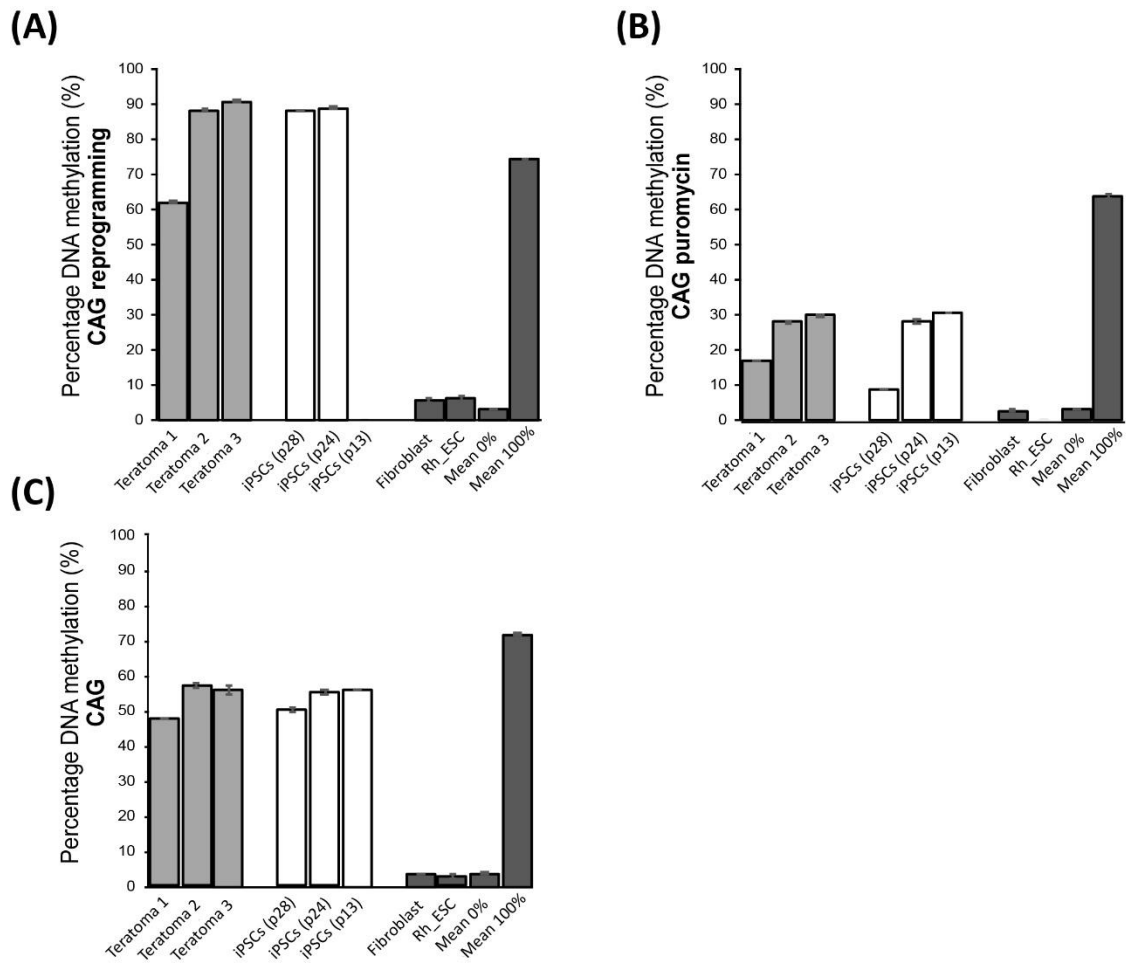 (A)
Percentage DNA methylation (%)
CAG reprogramming
100
90
80
70
60
50
40
30
20
10
0
Teratoma 1
Teratoma 2
Teratoma 3
iPSCs (p28)
iPSCs (p24)
iPSCs (p13)
Fibroblast
Rh_ESC
Mean 0%
Mean 100%
(B)
Percentage DNA methylation (%)
CAG puromycin
100
90
80
70
60
50
40
30
20
10
0
Teratoma 1
Teratoma 2
Teratoma 3
iPSCs (p28)
iPSCs (p24)
iPSCs (p13)
Fibroblast
Rh_ESC
Mean 0%
Mean 100%
(C)
Percentage DNA methylation (%)
CAG
100
90
80
70
60
50
40
30
20
10
0
Teratoma 1
Teratoma 2
Teratoma 3
iPSCs (p28)
iPSCs (p24)
iPSCs (p13)
Fibroblast
Rh_ESC
Mean 0%
Mean 100%